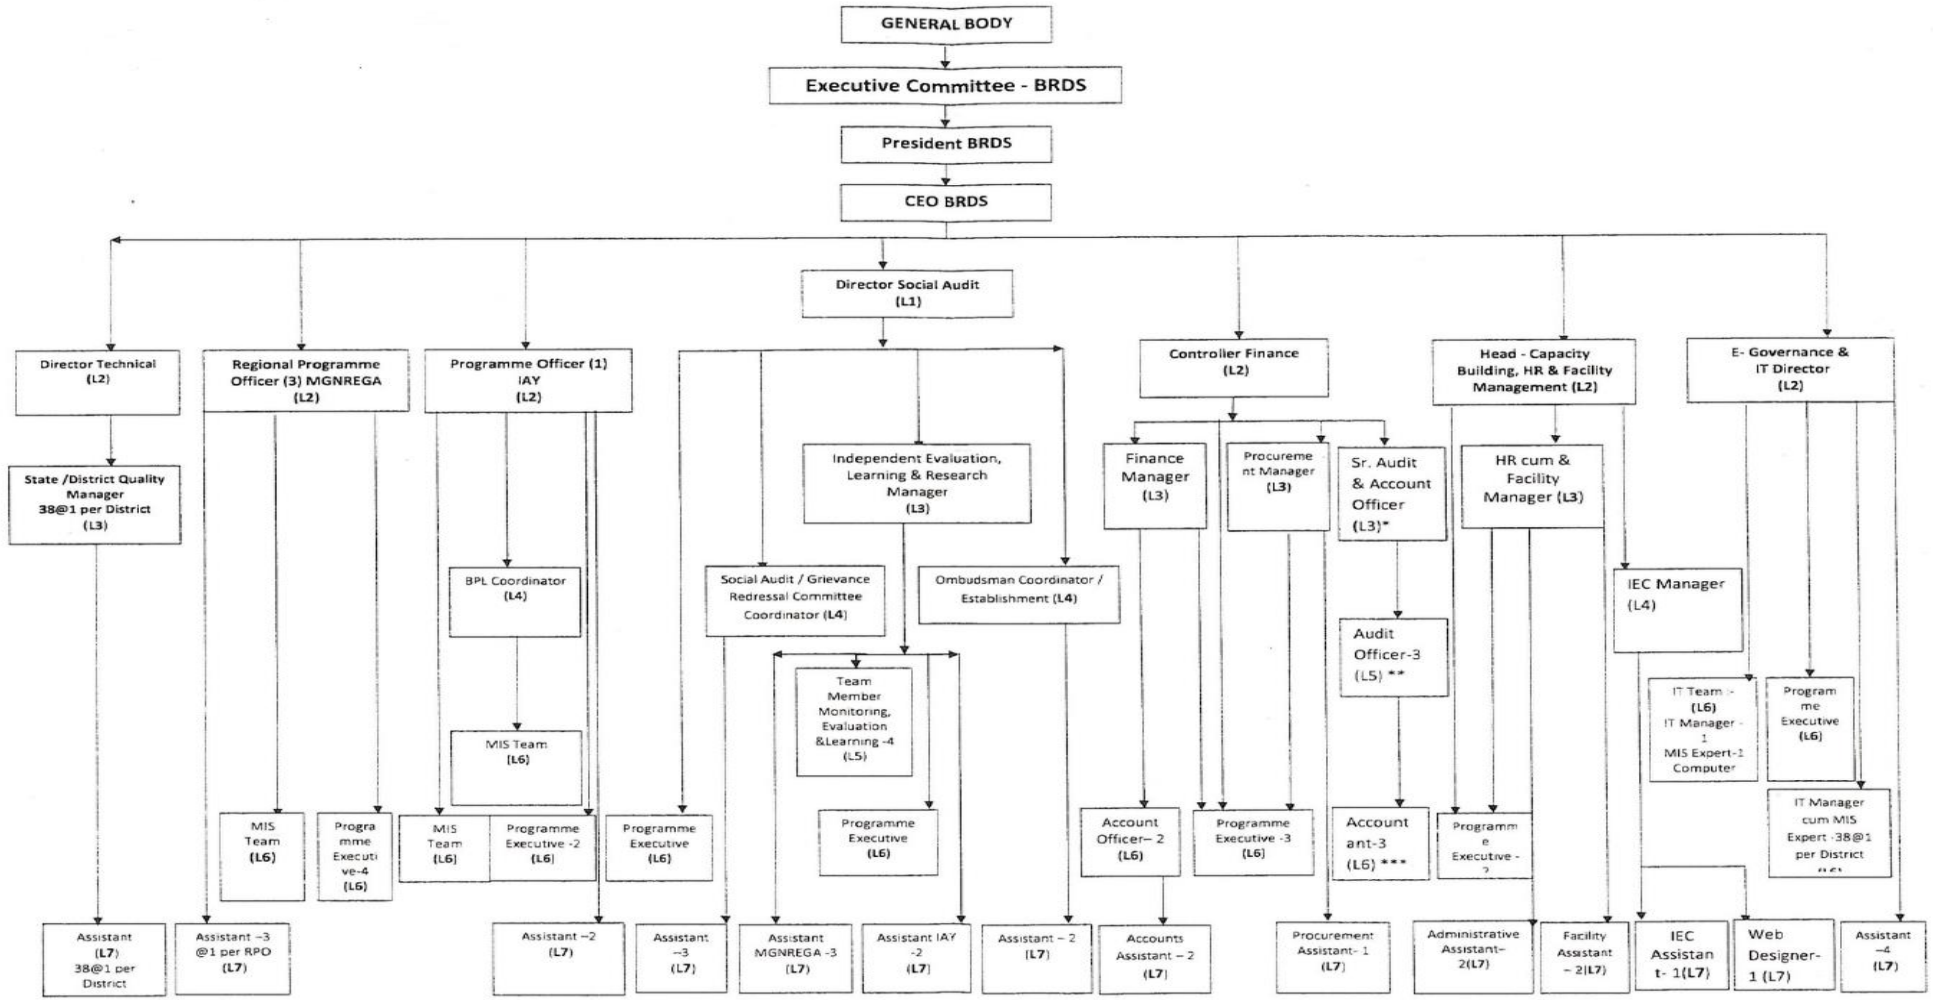 GENERAL BODY
Executive Committee - BRDS
President BRDS
CEO BRDS
Director Social Audit
(L1)
Director Technical
(L2)
Regional Programme
Officer (3) MGNREGA
(L2)
Programme Officer (1)
IAY
(L2)
Controller Finance
(L2)
Head - Capacity
Building, HR & Facility
Management (L2)
E- Governance &
IT Director
(L2)
State /District Quality
Manager
38@1 per District
(L3)
Independent Evaluation,
Learning & Research
Manager
(L3)
Finance
Manager
(L3)
Procureme
nt Manager
(L3)
Sr. Audit
& Account
Officer
(L3)*
HR cum &
Facility
Manager (L3)
BPL Coordinator
(L4)
Social Audit / Grievance
Redressal Committee
Coordinator (L4)
Ombudsman Coordinator /
Establishment (L4)
IEC Manager
(L4)
Audit
Officer-3
(L5) **
Team
Member
Monitoring,
Evaluation
&Learning -4
(L5)
IT Team :-
(L6)
IT Manager -
1
MIS Expert-1
Computer
Program
me
Executive
(L6)
MIS Team
(L6)
IT Manager
cum MIS
Expert -38@1
per District
MIS
Team
(L6)
Progra
mme
Executi
ve-4
(L6)
MIS
Team
(L6)
Programme
Executive -2
(L6)
Programme
Executive
(L6)
Programme
Executive
(L6)
Account
Officer– 2
(L6)
Programme
Executive -3
(L6)
Account
ant-3
(L6) ***
Programm
e
Executive -
Assistant
(L7)
38@1 per
District
Assistant –3
@1 per RPO
(L7)
Assistant –2
(L7)
Assistant
–3
(L7)
Assistant
MGNREGA -3
(L7)
Assistant IAY
-2
(L7)
Assistant – 2
(L7)
Accounts
Assistant – 2
(L7)
Procurement
Assistant- 1
(L7)
Administrative
Assistant–
2(L7)
Facility
Assistant
– 2(L7)
IEC
Assistan
t- 1(L7)
Web
Designer-
1 (L7)
Assistant
–4
(L7)